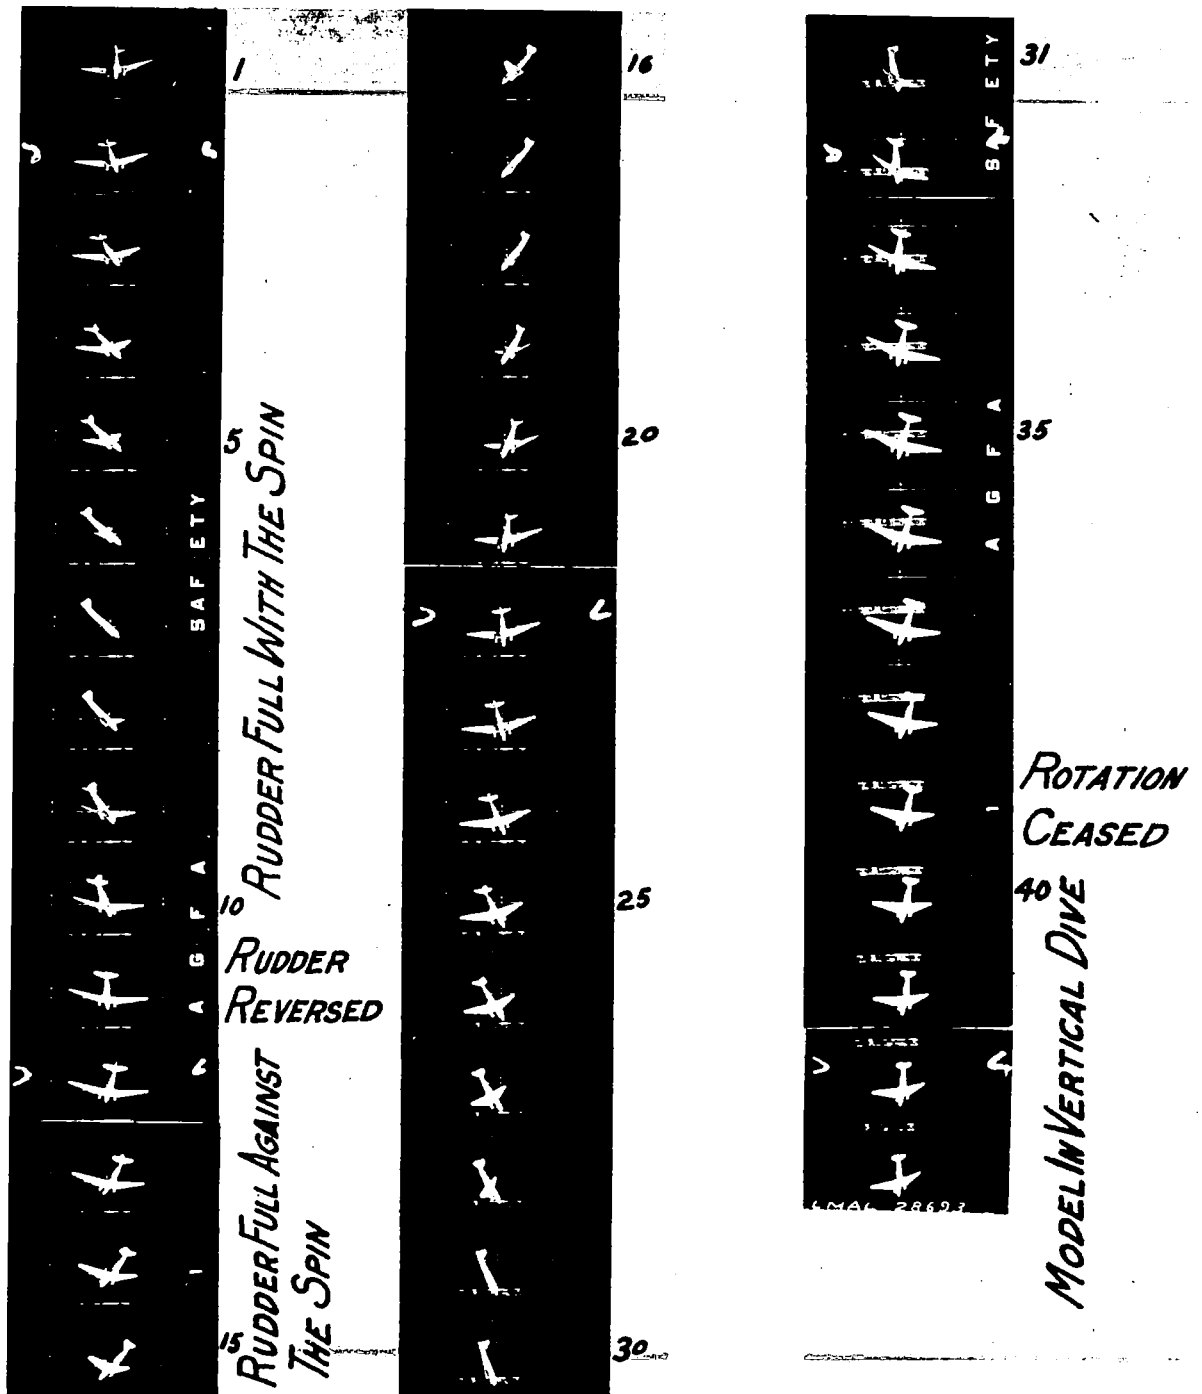 1
5
SAFETY
RUDDER FULL WITH THE SPIN
10
AGFA
RUDDER
REVERSED
RUDDER FULL AGAINST
THE SPIN
15
16
20
25
30
31
SAFETY
35
AGFA
ROTATION
CEASED
40
MODEL IN VERTICAL DIVE
LMAL 28693